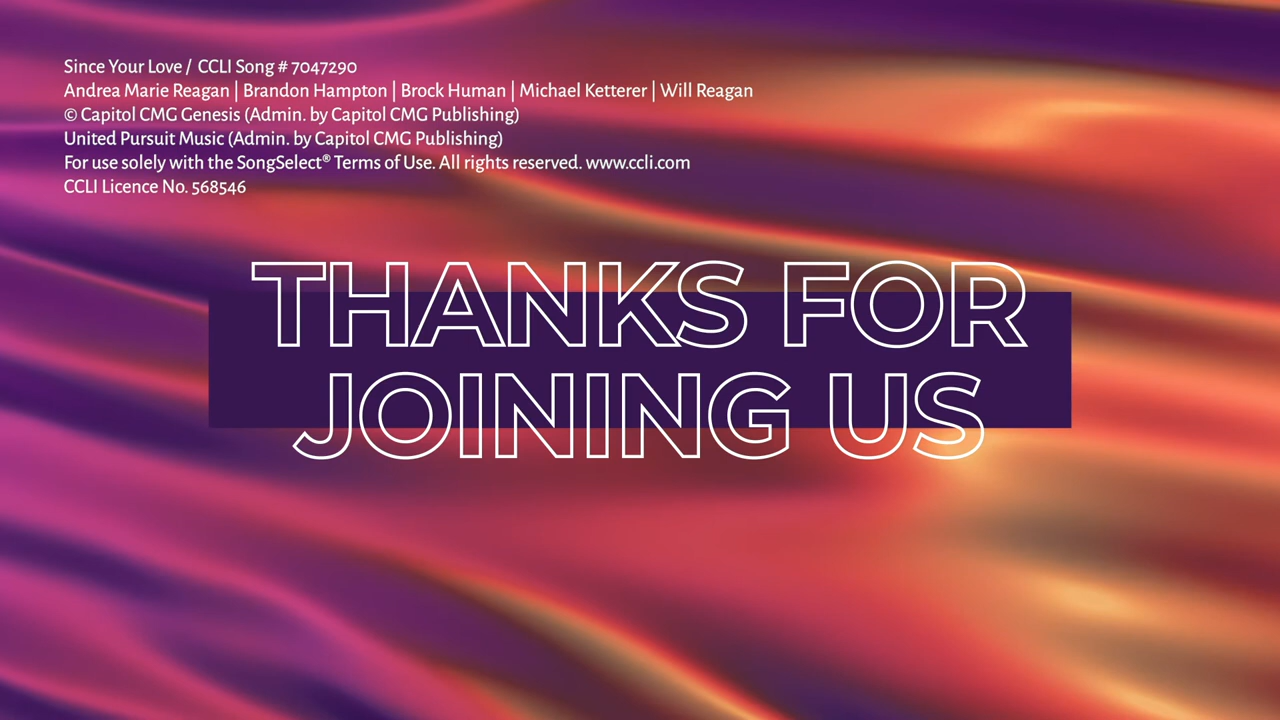 Since Your Love / CCLI Song # 7047290
Andrea Marie Reagan | Brandon Hampton | Brock Human | Michael Ketterer | Will Reagan
© Capitol CMG Genesis (Admin. by Capitol CMG Publishing)
United Pursuit Music (Admin. by Capitol CMG Publishing)
For use solely with the SongSelect® Terms of Use. All rights reserved. www.ccli.com
CCLI Licence No. 568546
THANKS FOR
JOINING US